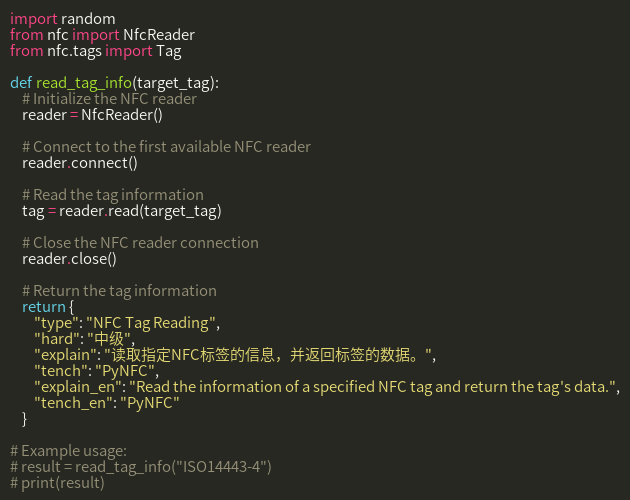 import random
from nfc import NfcReader
from nfc.tags import Tag

def read_tag_info(target_tag):
    # Initialize the NFC reader
    reader = NfcReader()

    # Connect to the first available NFC reader
    reader.connect()

    # Read the tag information
    tag = reader.read(target_tag)

    # Close the NFC reader connection
    reader.close()

    # Return the tag information
    return {
        "type": "NFC Tag Reading",
        "hard": "中级",
        "explain": "读取指定NFC标签的信息，并返回标签的数据。",
        "tench": "PyNFC",
        "explain_en": "Read the information of a specified NFC tag and return the tag's data.",
        "tench_en": "PyNFC"
    }

# Example usage:
# result = read_tag_info("ISO14443-4")
# print(result)